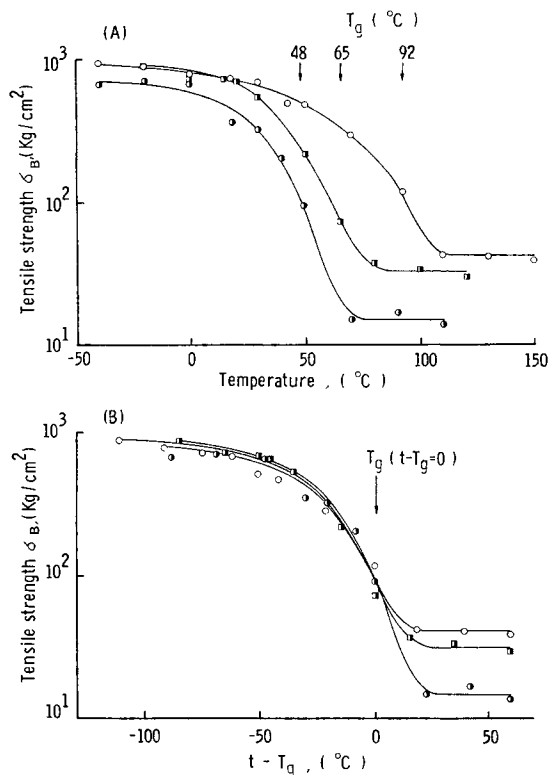 (A)
Tg (°C)
48 65 92
10³
10²
10¹
Tensile strength σB, (Kg/cm²)
-50 0 50 100 150
Temperature , (°C)
(B)
Tg (t-Tg=0)
10³
10²
10¹
Tensile strength σB, (Kg/cm²)
-100 -50 0 50
t - Tg , (°C)